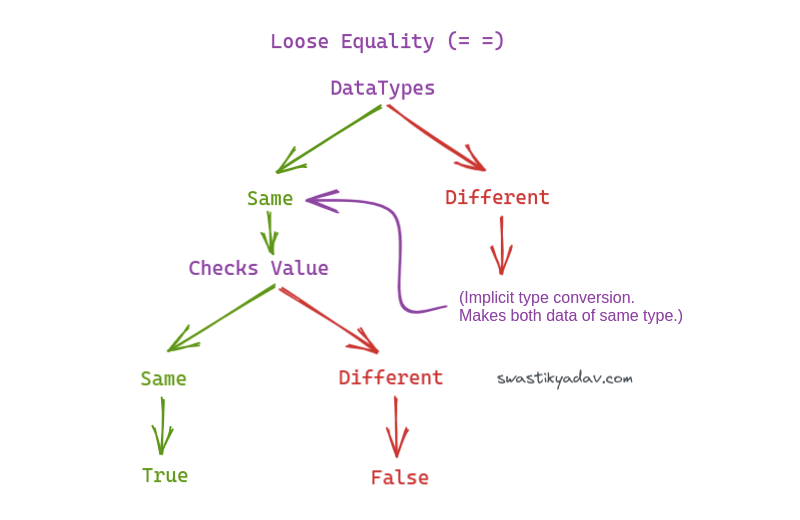 Loose Equality (= =)
DataTypes
Same
Different
Checks Value
(Implicit type conversion.
Makes both data of same type.)
Same
Different
swastikyadav.com
True
False